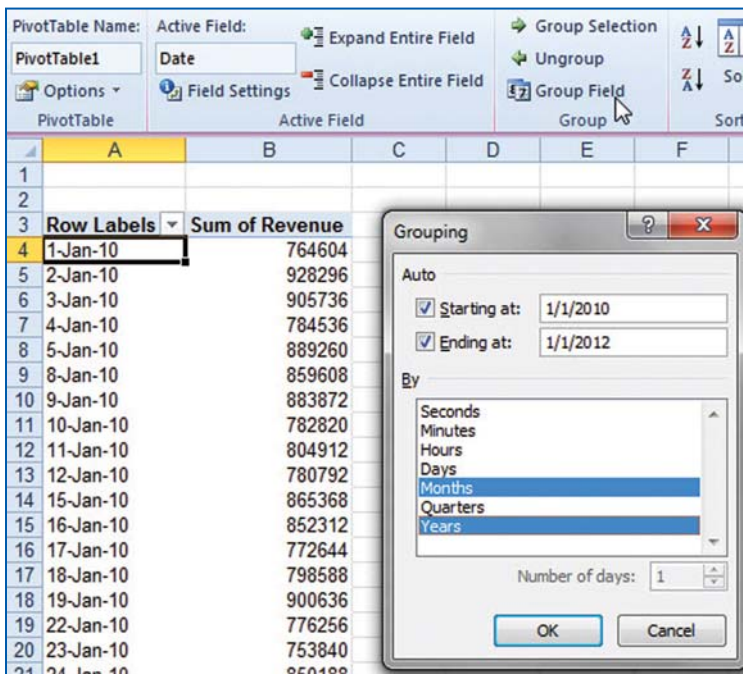 PivotTable Name: Active Field:
PivotTable1 Date
Options Field Settings
Expand Entire Field
Collapse Entire Field
PivotTable Active Field
Group Selection
Ungroup
Group Field
Group
A Z
Z A
A Z
So
Sort
A B C D E F
1
2
3 Row Labels Sum of Revenue
4 1-Jan-10 764604
5 2-Jan-10 928296
6 3-Jan-10 905736
7 4-Jan-10 784536
8 5-Jan-10 889260
9 8-Jan-10 859608
10 9-Jan-10 883872
11 10-Jan-10 782820
12 11-Jan-10 804912
13 12-Jan-10 780792
14 15-Jan-10 865368
15 16-Jan-10 852312
16 17-Jan-10 772644
17 18-Jan-10 798588
18 19-Jan-10 900636
19 22-Jan-10 776256
20 23-Jan-10 753840
21 24-Jan-10 850188
Grouping
Auto
Starting at: 1/1/2010
Ending at: 1/1/2012
By
Seconds
Minutes
Hours
Days
Months
Quarters
Years
Number of days: 1
OK Cancel